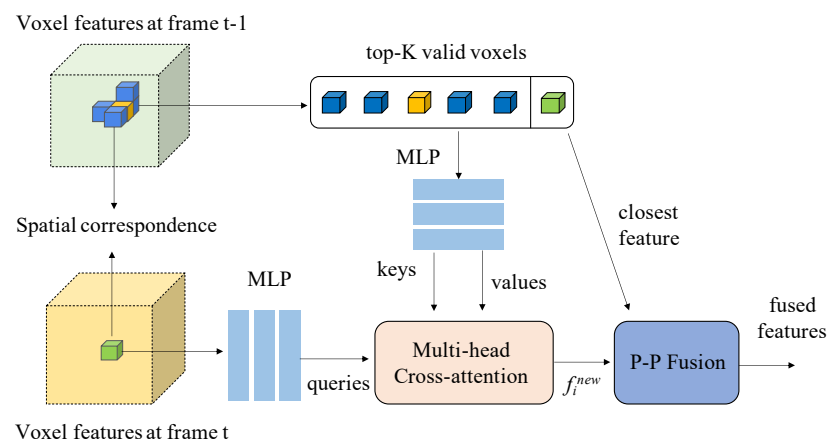 Voxel features at frame t-1
top-K valid voxels
MLP
Spatial correspondence
closest
feature
MLP
keys
values
fused
features
Multi-head
Cross-attention
P-P Fusion
queries
f_i^{new}
Voxel features at frame t